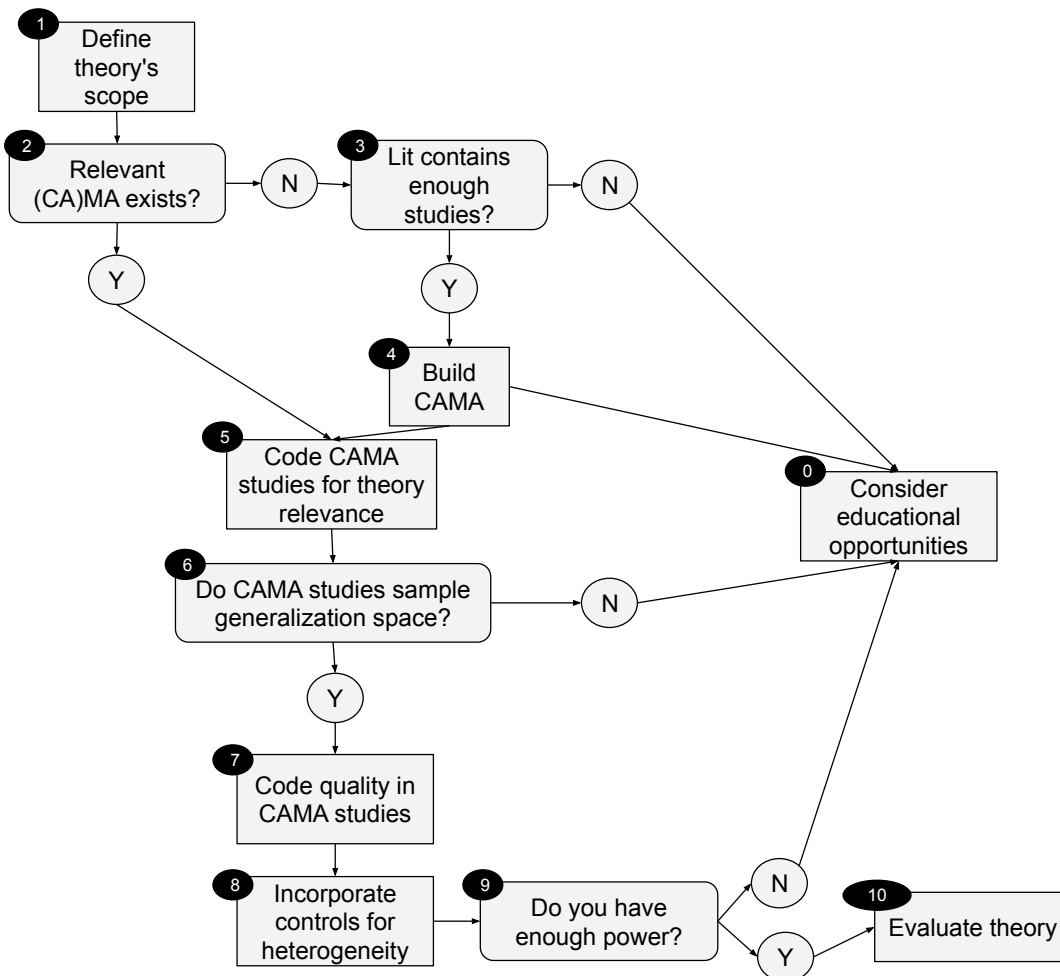 1
Define
theory's
scope
2
Relevant
(CA)MA exists?
N
3
Lit contains
enough
studies?
N
Y
Y
4
Build
CAMA
5
Code CAMA
studies for theory
relevance
0
Consider
educational
opportunities
6
Do CAMA studies sample
generalization space?
N
Y
7
Code quality in
CAMA studies
8
Incorporate
controls for
heterogeneity
9
Do you have
enough power?
N
Y
10
Evaluate theory